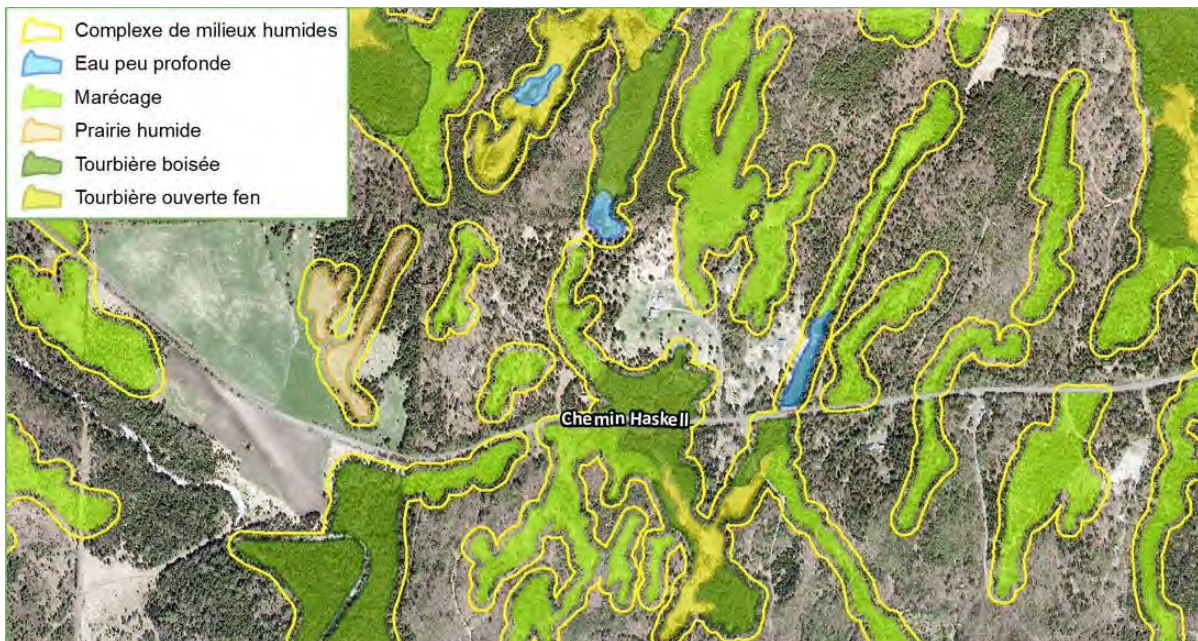 Complexe de milieux humides
Eau peu profonde
Marécage
Prairie humide
Tourbière boisée
Tourbière ouverte fen
Chemin Haskell